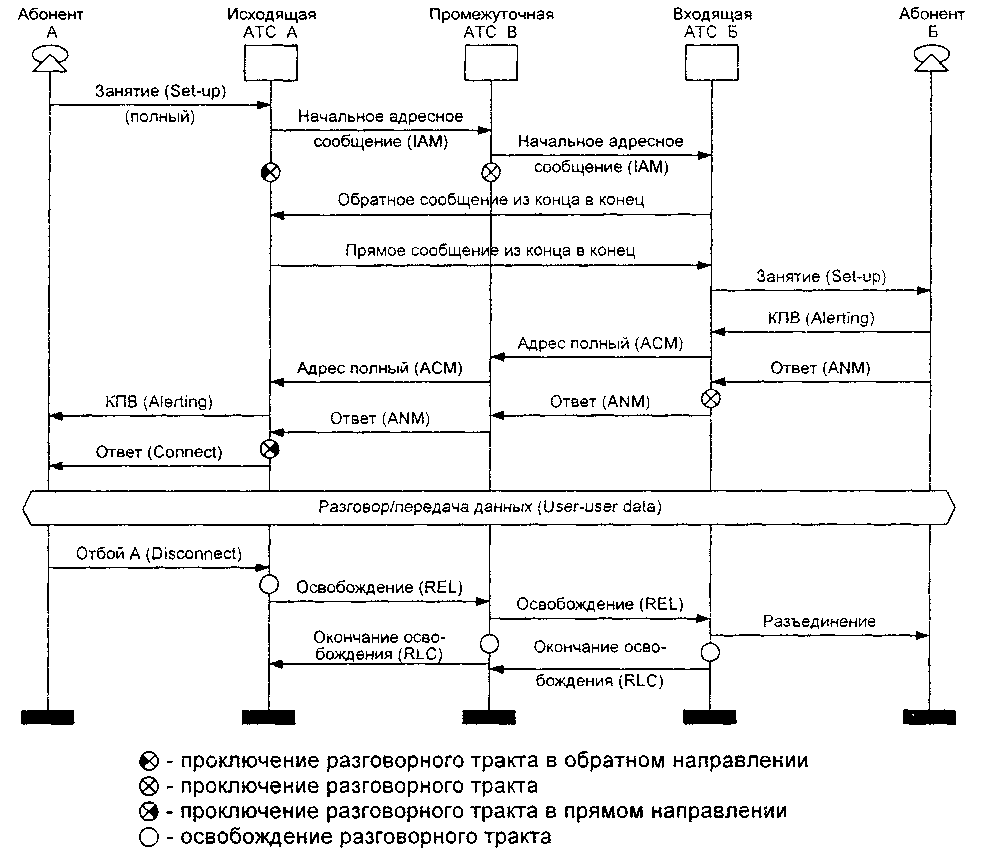 Абонент
А
Исходящая
АТС А
Промежуточная
АТС В
Входящая
АТС Б
Абонент
Б
Занятие (Set-up)
(полный)
Начальное адресное
сообщение (IAM)
Начальное адресное
сообщение (IAM)
Обратное сообщение из конца в конец
Прямое сообщение из конца в конец
Занятие (Set-up)
КПВ (Alerting)
Адрес полный (ACM)
Адрес полный (ACM)
Ответ (ANM)
КПВ (Alerting)
Ответ (ANM)
Ответ (ANM)
Ответ (Connect)
Разговор/передача данных (User-user data)
Отбой А (Disconnect)
Освобождение (REL)
Освобождение (REL)
Разъединение
Окончание осво-
бождения (RLC)
Окончание осво-
бождения (RLC)
- проключение разговорного тракта в обратном направлении
- проключение разговорного тракта
- проключение разговорного тракта в прямом направлении
- освобождение разговорного тракта